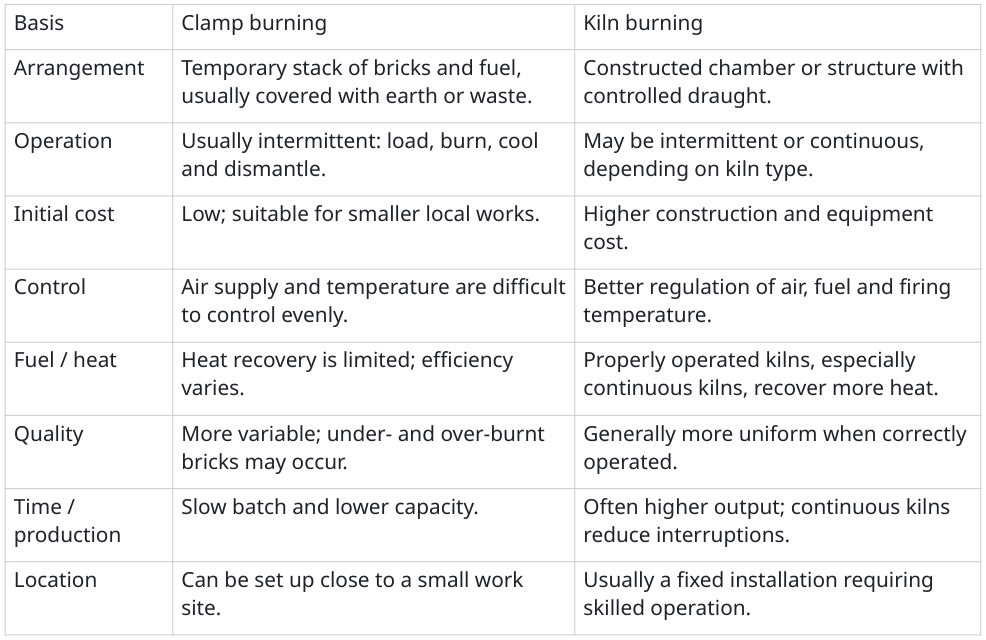 Basis
Clamp burning
Kiln burning
Arrangement
Temporary stack of bricks and fuel,
usually covered with earth or waste.
Constructed chamber or structure with
controlled draught.
Operation
Usually intermittent: load, burn, cool
and dismantle.
May be intermittent or continuous,
depending on kiln type.
Initial cost
Low; suitable for smaller local works.
Higher construction and equipment
cost.
Control
Air supply and temperature are difficult
to control evenly.
Better regulation of air, fuel and firing
temperature.
Fuel / heat
Heat recovery is limited; efficiency
varies.
Properly operated kilns, especially
continuous kilns, recover more heat.
Quality
More variable; under- and over-burnt
bricks may occur.
Generally more uniform when correctly
operated.
Time /
production
Slow batch and lower capacity.
Often higher output; continuous kilns
reduce interruptions.
Location
Can be set up close to a small work
site.
Usually a fixed installation requiring
skilled operation.